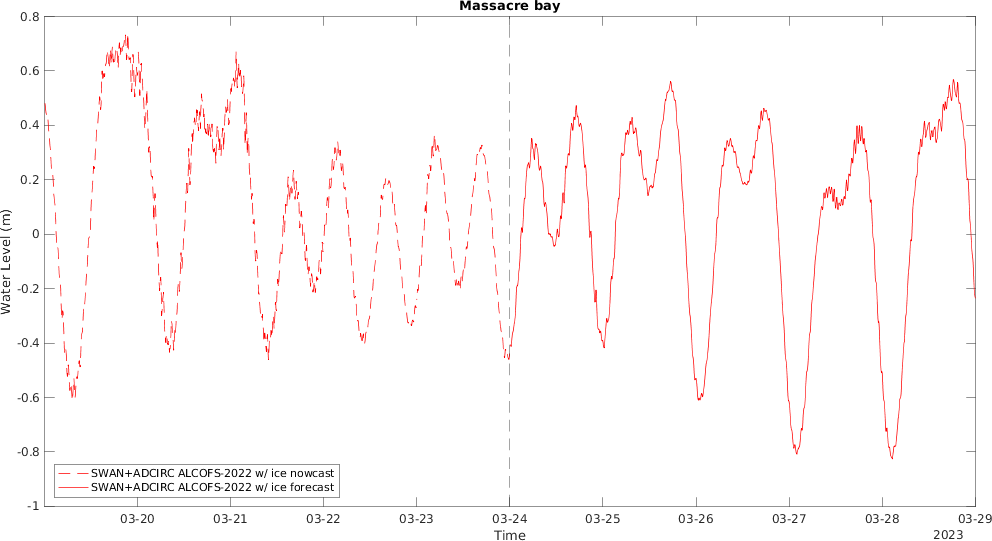 Massacre bay
Water Level (m)
0.8
0.6
0.4
0.2
0
-0.2
-0.4
-0.6
-0.8
-1
SWAN+ADCIRC ALCOFS-2022 w/ ice nowcast
SWAN+ADCIRC ALCOFS-2022 w/ ice forecast
03-20 03-21 03-22 03-23 03-24 03-25 03-26 03-27 03-28 03-29
Time
2023